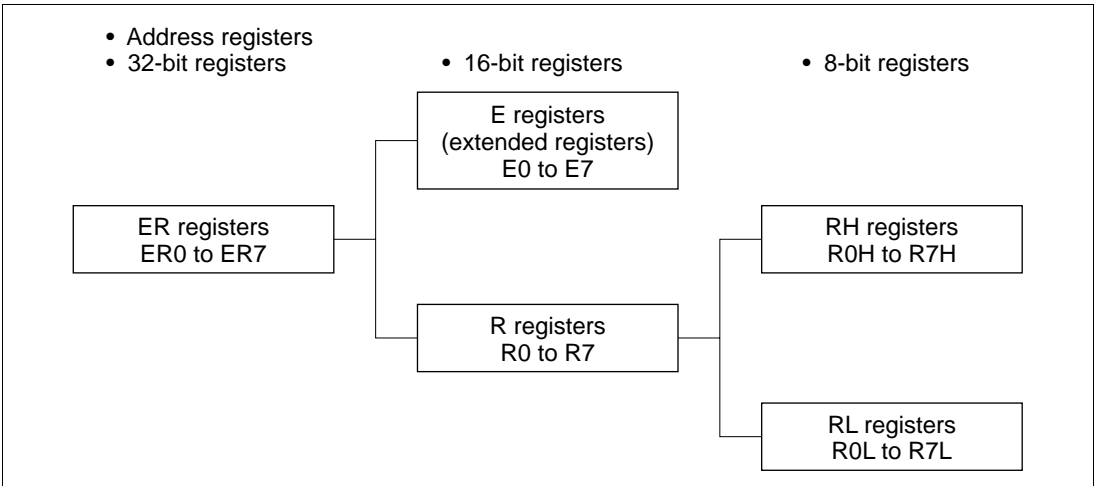 • Address registers
• 32-bit registers
• 16-bit registers
• 8-bit registers
E registers
(extended registers)
E0 to E7
ER registers
ER0 to ER7
RH registers
R0H to R7H
R registers
R0 to R7
RL registers
R0L to R7L